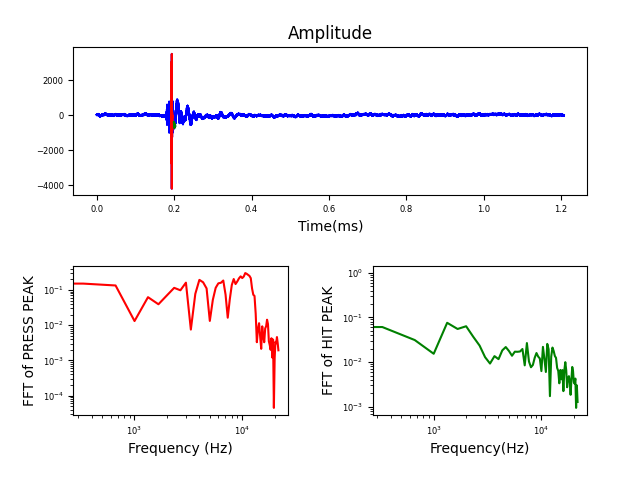 Amplitude
2000
0
−2000
−4000
0.0 0.2 0.4 0.6 0.8 1.0 1.2
Time(ms)
FFT of PRESS PEAK
10⁻¹
10⁻²
10⁻³
10⁻⁴
10³ 10⁴
Frequency (Hz)
FFT of HIT PEAK
10⁰
10⁻¹
10⁻²
10⁻³
10³ 10⁴
Frequency(Hz)